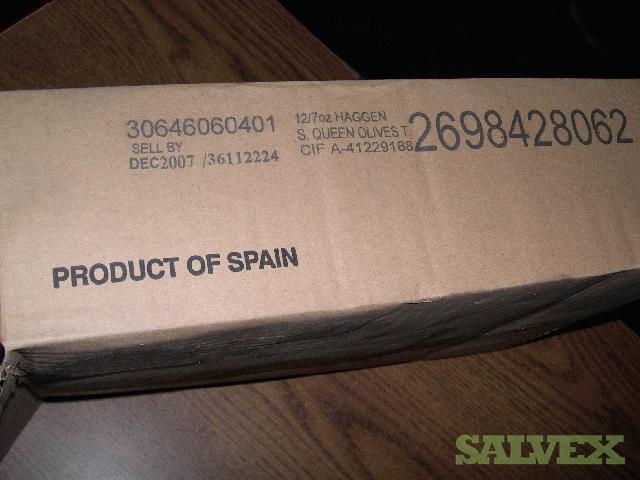 30646060401
SELL BY
DEC2007 /36112224
12/7oz HAGGEN
S. QUEEN OLIVES T.
CIF A-41229188
2698428062
PRODUCT OF SPAIN
SALVEX